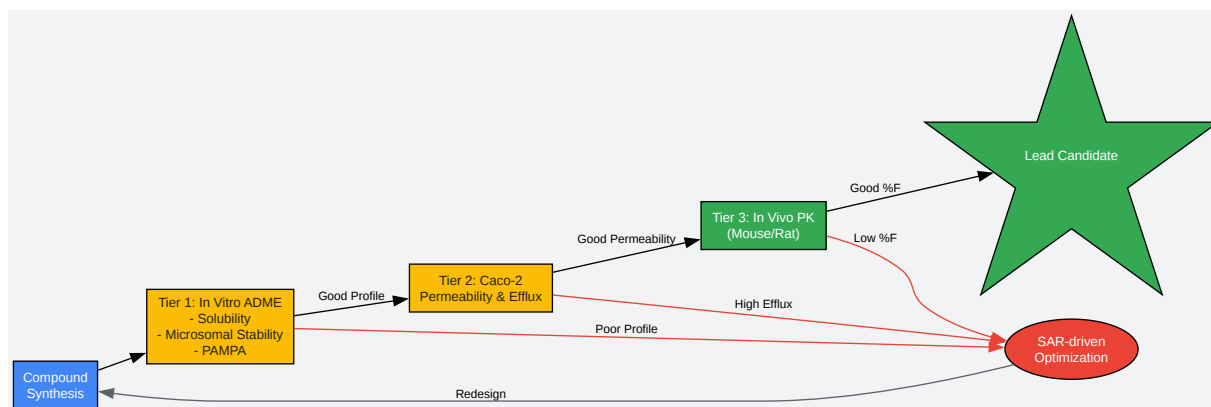 Compound
Synthesis
Tier 1: In Vitro ADME
- Solubility
- Microsomal Stability
- PAMPA
Good Profile
Tier 2: Caco-2
Permeability & Efflux
Good Permeability
Tier 3: In Vivo PK
(Mouse/Rat)
Good %F
Lead Candidate
Low %F
High Efflux
Poor Profile
SAR-driven
Optimization
Redesign